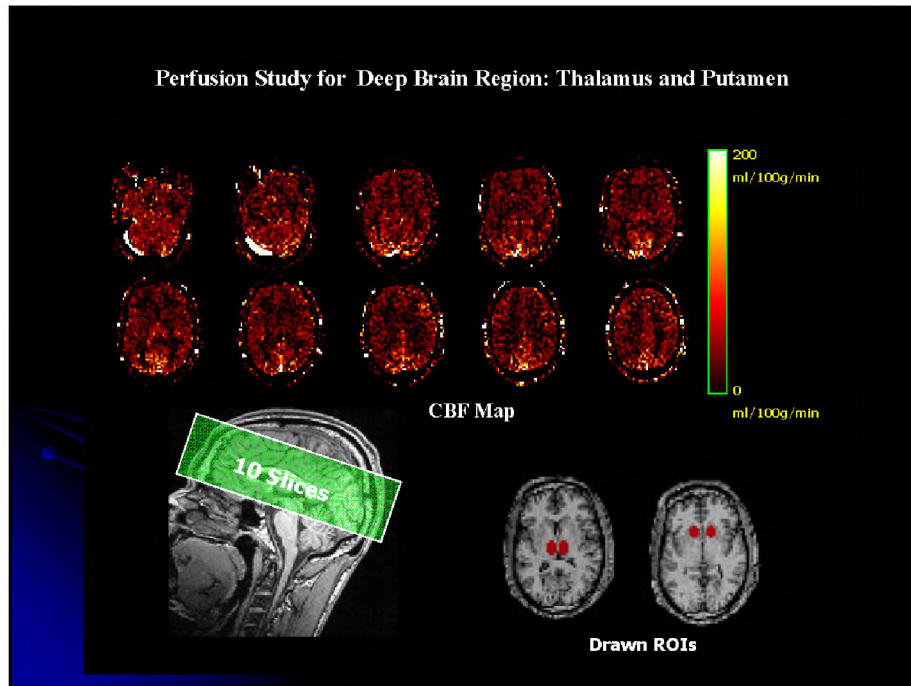 Perfusion Study for Deep Brain Region: Thalamus and Putamen
200
ml/100g/min
0
ml/100g/min
CBF Map
10 Slices
Drawn ROIs